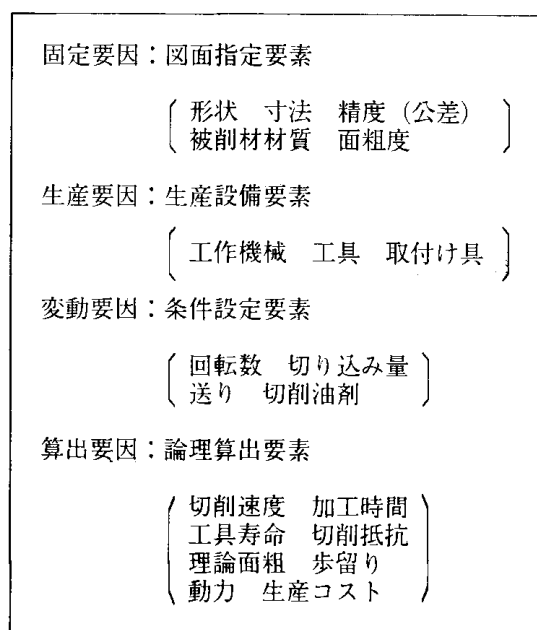 固定要因：図面指定要素
形状　寸法　精度（公差）
被削材材質　面粗度
生産要因：生産設備要素
工作機械　工具　取付け具
変動要因：条件設定要素
回転数　切り込み量
送り　切削油剤
算出要因：論理算出要素
切削速度　加工時間
工具寿命　切削抵抗
理論面粗　歩留り
動力　生産コスト